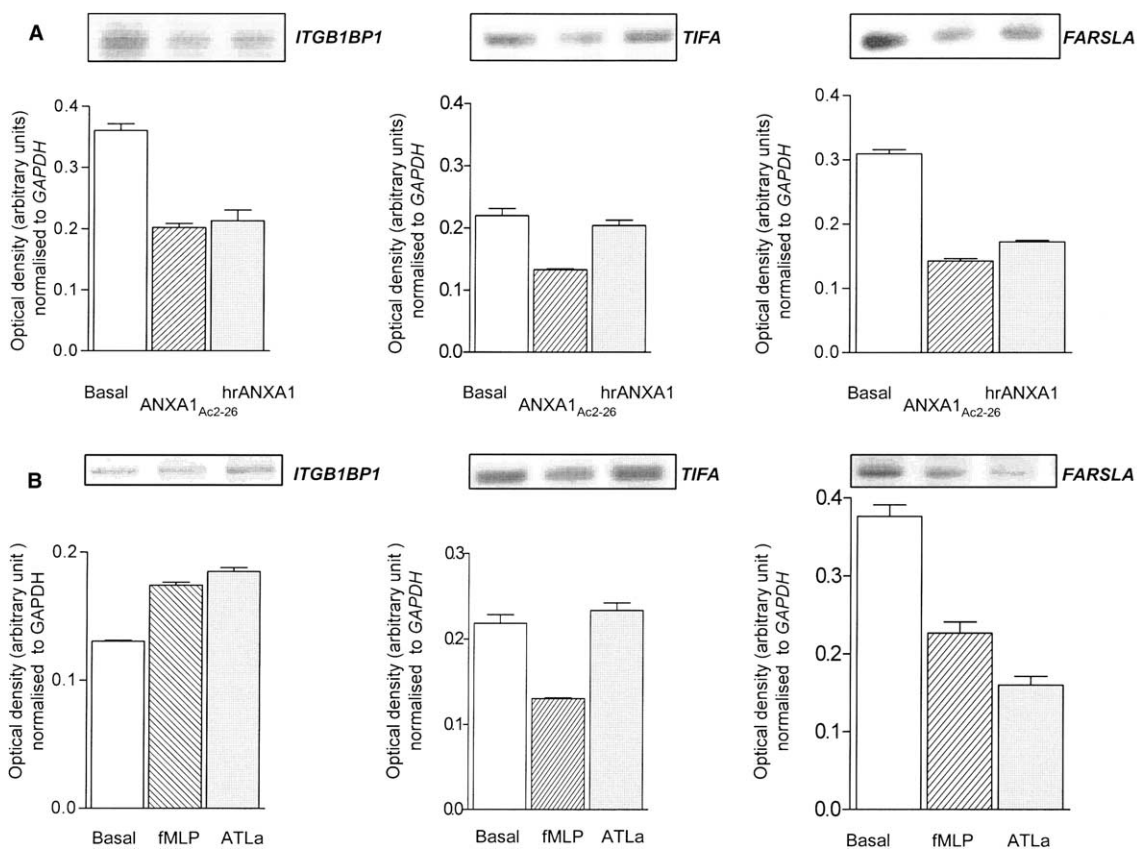 A
ITGB1BP1
Optical density (arbitrary units)
normalised to GAPDH
0.4
0.3
0.2
0.1
0.0
Basal
ANXA1Ac2-26
hrANXA1
TIFA
Optical density (arbitrary units)
normalised to GAPDH
0.4
0.3
0.2
0.1
0.0
Basal
ANXA1Ac2-26
hrANXA1
FARSLA
Optical density (arbitrary units)
normalised to GAPDH
0.4
0.3
0.2
0.1
0.0
Basal
ANXA1Ac2-26
hrANXA1
B
ITGB1BP1
Optical density (arbitrary unit )
normalised to GAPDH
0.2
0.1
0.0
Basal fMLP ATLa
TIFA
Optical density (arbitrary unit )
normalised to GAPDH
0.3
0.2
0.1
0.0
Basal fMLP ATLa
FARSLA
Optical density (arbitrary unit )
normalised to GAPDH
0.4
0.3
0.2
0.1
0.0
Basal fMLP ATLa